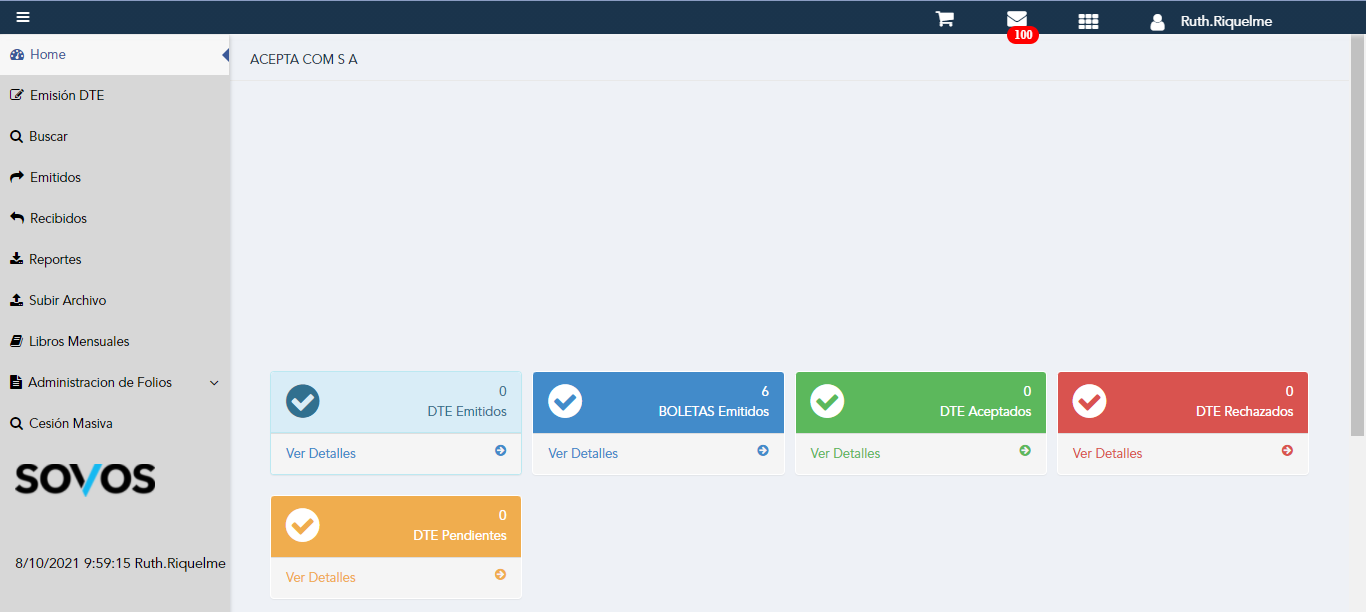 100
Ruth.Riquelme
Home
Emisión DTE
Buscar
Emitidos
Recibidos
Reportes
Subir Archivo
Libros Mensuales
Administracion de Folios
Cesión Masiva
SOVOS
8/10/2021 9:59:15 Ruth.Riquelme
ACEPTA COM S A
0
DTE Emitidos
Ver Detalles
6
BOLETAS Emitidos
Ver Detalles
0
DTE Aceptados
Ver Detalles
0
DTE Rechazados
Ver Detalles
0
DTE Pendientes
Ver Detalles